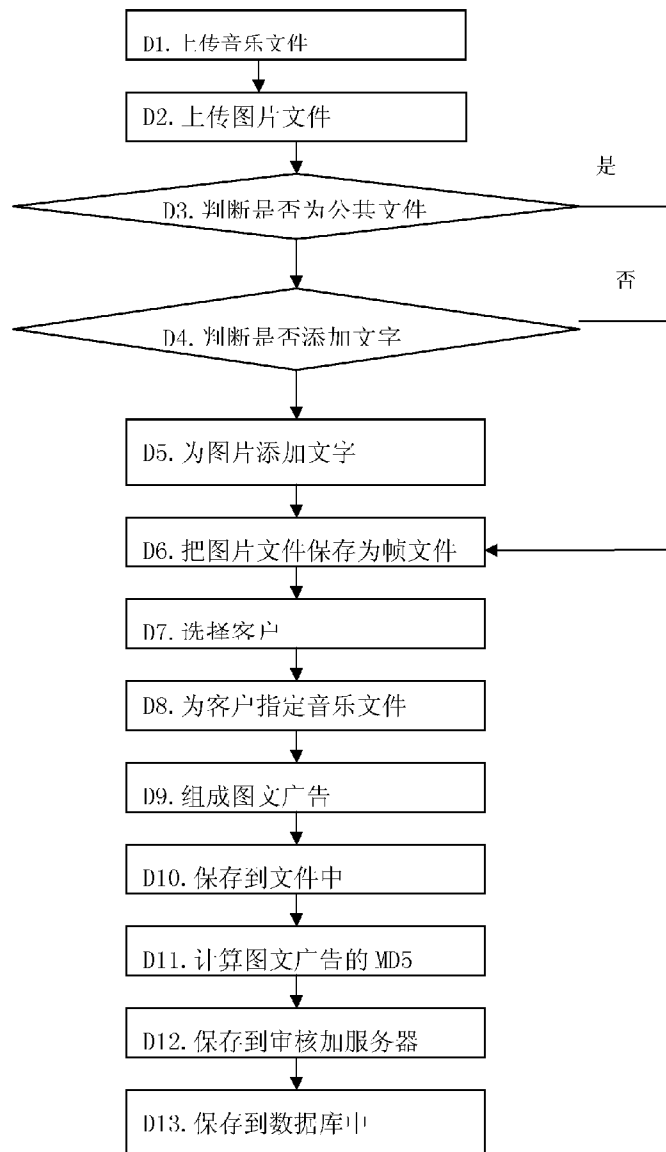 D1.上传音乐文件
D2.上传图片文件
是
D3.判断是否为公共文件
否
D4.判断是否添加文字
D5.为图片添加文字
D6.把图片文件保存为帧文件
D7.选择客户
D8.为客户指定音乐文件
D9.组成图文广告
D10.保存到文件中
D11.计算图文广告的MD5
D12.保存到审核加服务器
D13.保存到数据库中